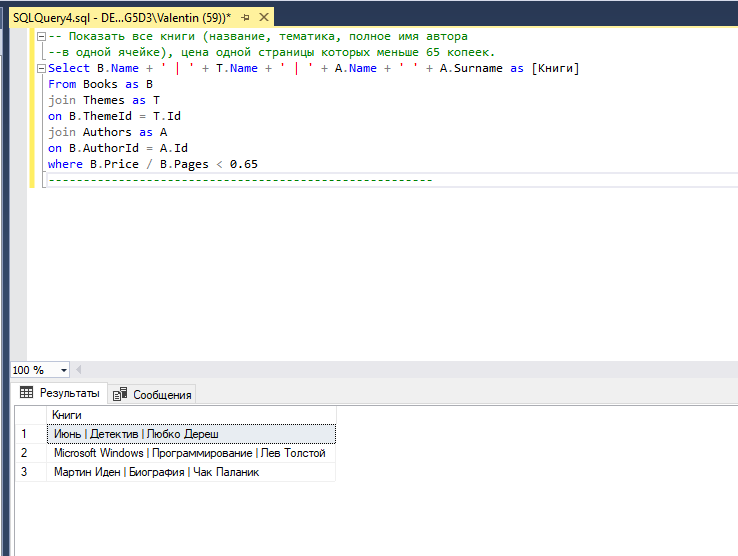 SQLQuery4.sql - DE...G5D3\Valentin (59))*
-- Показать все книги (название, тематика, полное имя автора
--в одной ячейке), цена одной страницы которых меньше 65 копеек.
Select B.Name + ' | ' + T.Name + ' | ' + A.Name + ' ' + A.Surname as [Книги]
From Books as B
join Themes as T
on B.ThemeId = T.Id
join Authors as A
on B.AuthorId = A.Id
where B.Price / B.Pages < 0.65
-------------------------------------------------------
100 %
Результаты Сообщения
Книги
1 Июнь | Детектив | Любко Дереш
2 Microsoft Windows | Программирование | Лев Толстой
3 Мартин Иден | Биография | Чак Паланик